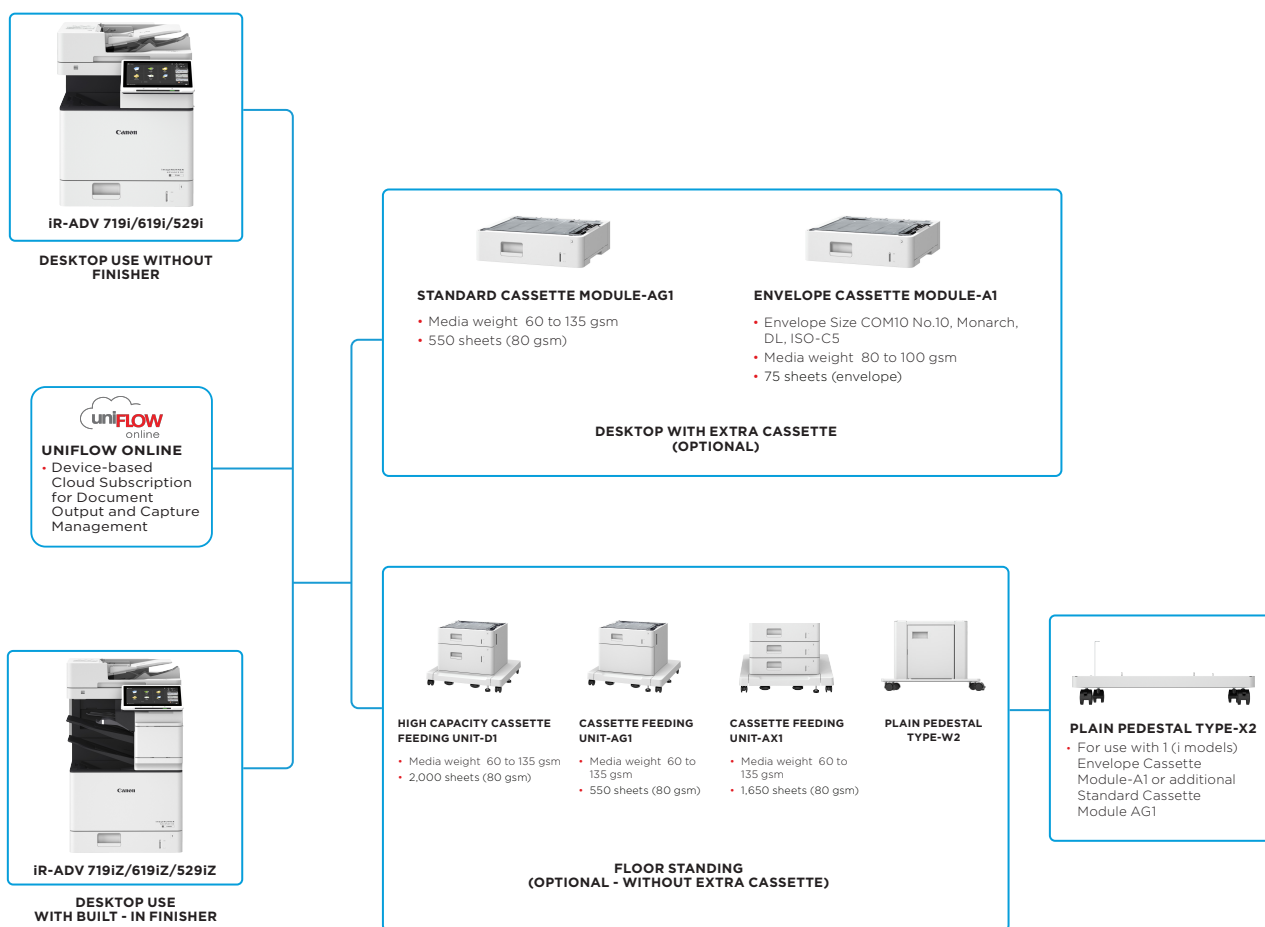 Canon
iR-ADV 719i/619i/529i
DESKTOP USE WITHOUT
FINISHER
uniFLOW
online
UNIFLOW ONLINE
• Device-based
Cloud Subscription
for Document
Output and Capture
Management
Canon
iR-ADV 719iZ/619iZ/529iZ
DESKTOP USE
WITH BUILT - IN FINISHER
STANDARD CASSETTE MODULE-AG1
• Media weight 60 to 135 gsm
• 550 sheets (80 gsm)
ENVELOPE CASSETTE MODULE-A1
• Envelope Size COM10 No.10, Monarch,
DL, ISO-C5
• Media weight 80 to 100 gsm
• 75 sheets (envelope)
DESKTOP WITH EXTRA CASSETTE
(OPTIONAL)
HIGH CAPACITY CASSETTE
FEEDING UNIT-D1
• Media weight 60 to 135 gsm
• 2,000 sheets (80 gsm)
CASSETTE FEEDING
UNIT-AG1
• Media weight 60 to
135 gsm
• 550 sheets (80 gsm)
CASSETTE FEEDING
UNIT-AX1
• Media weight 60 to
135 gsm
• 1,650 sheets (80 gsm)
PLAIN PEDESTAL
TYPE-W2
FLOOR STANDING
(OPTIONAL - WITHOUT EXTRA CASSETTE)
PLAIN PEDESTAL TYPE-X2
• For use with 1 (i models)
Envelope Cassette
Module-A1 or additional
Standard Cassette
Module AG1